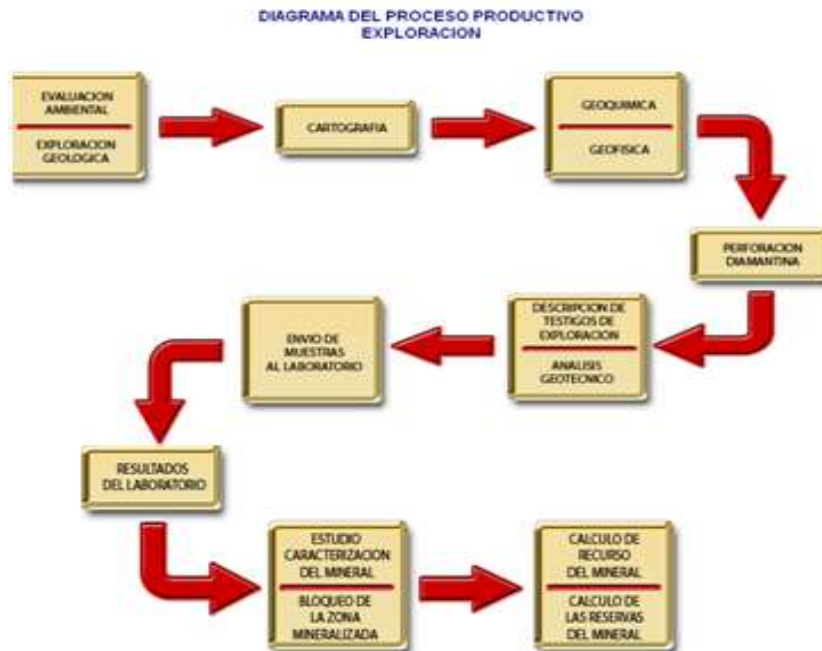 DIAGRAMA DEL PROCESO PRODUCTIVO
EXPLORACION
EVALUACION
AMBIENTAL
EXPLORACION
GEOLOGICA
CARTOGRAFIA
GEOQUIMICA
GEOFISICA
PERFORACION
DIAMANTINA
DESCRIPCION DE
TESTIGOS DE
EXPLORACION
ANALISIS
GEOTECNICO
ENVIO DE
MUESTRAS
AL LABORATORIO
RESULTADOS
DEL LABORATORIO
ESTUDIO
CARACTERIZACION
DEL MINERAL
BLOQUEO DE
LA ZONA
MINERALIZADA
CALCULO DE
RECURSO
DEL MINERAL
CALCULO DE
LAS RESERVAS
DEL MINERAL